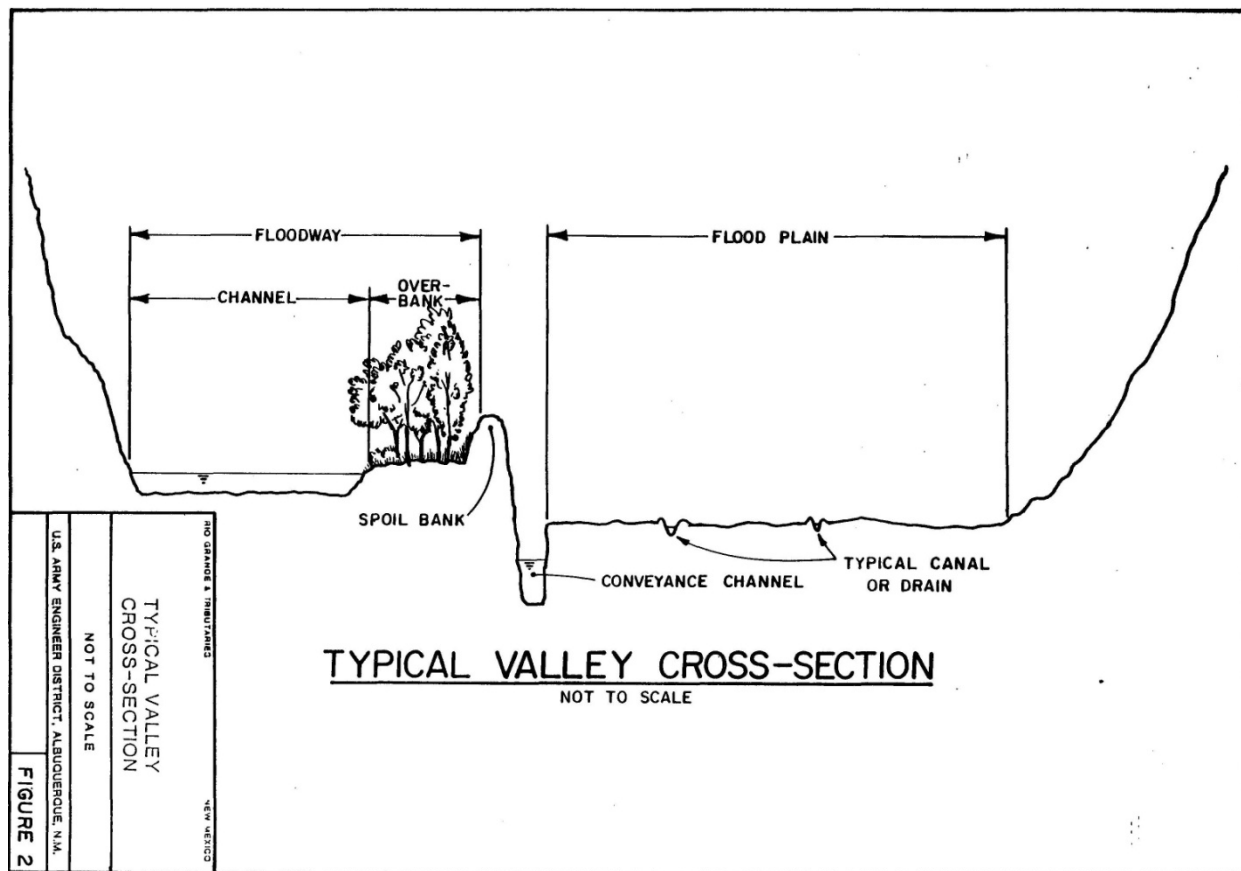 FLOODWAY
FLOOD PLAIN
CHANNEL
OVER-
BANK
SPOIL BANK
CONVEYANCE CHANNEL
TYPICAL CANAL
OR DRAIN
TYPICAL VALLEY CROSS-SECTION
NOT TO SCALE
RIO GRANDE & TRIBUTARIES
NEW MEXICO
TYPICAL VALLEY
CROSS-SECTION
NOT TO SCALE
U.S. ARMY ENGINEER DISTRICT, ALBUQUERQUE, N.M.
FIGURE 2